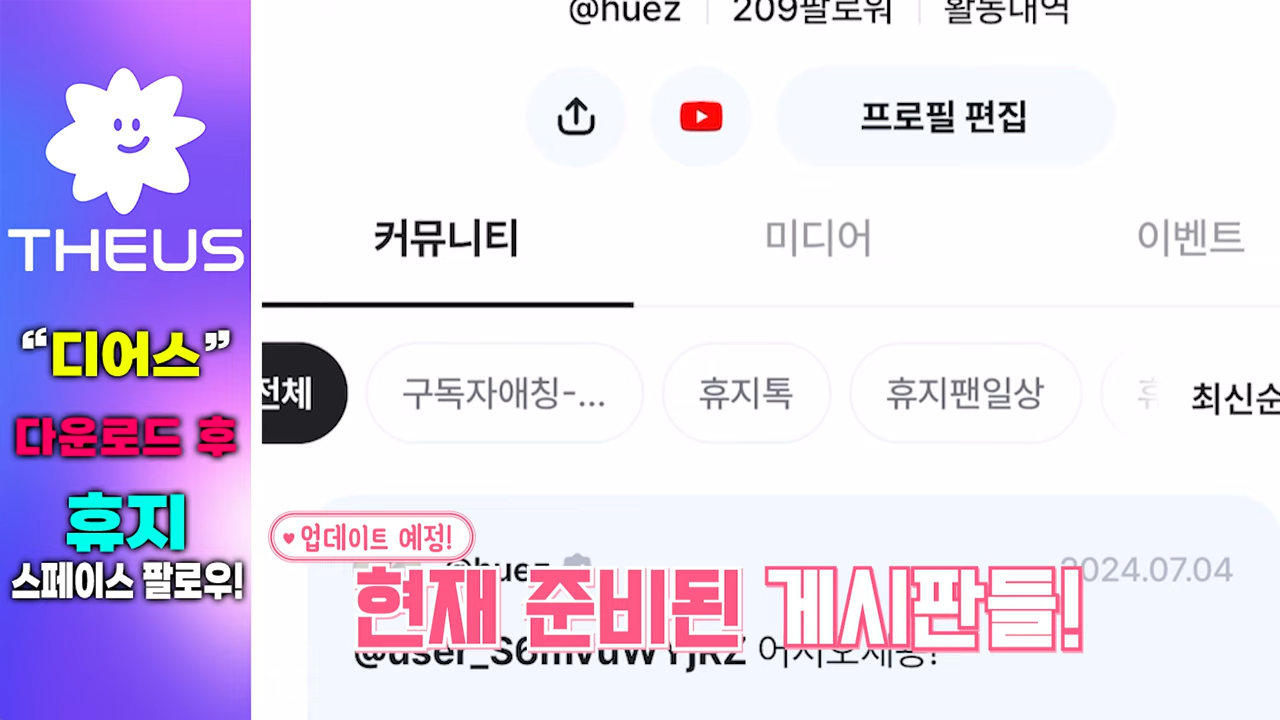 THEUS
“디어스”
다운로드 후
휴지
스페이스 팔로우!
@huez 209팔로워 활동내역
프로필 편집
커뮤니티 미디어 이벤트
전체 구독자애칭-... 휴지톡 휴지팬일상 휴 최신순
♥ 업데이트 예정!
@huez 2024.07.04
현재 준비된 게시판들!
어서오세용!